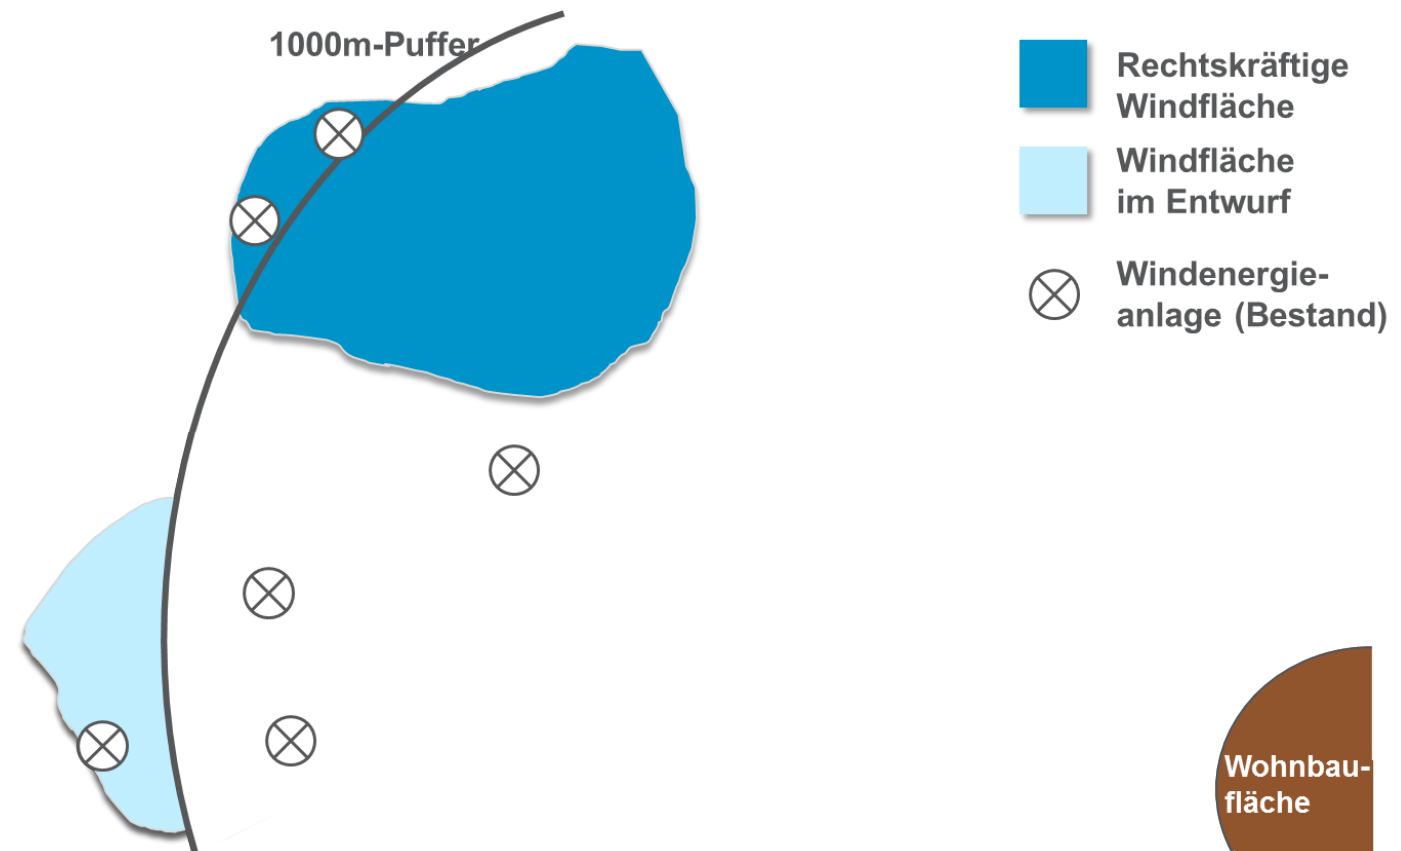 1000m-Puffer
Rechtskräftige
Windfläche
Windfläche
im Entwurf
Windenergie-
anlage (Bestand)
Wohnbau-
fläche